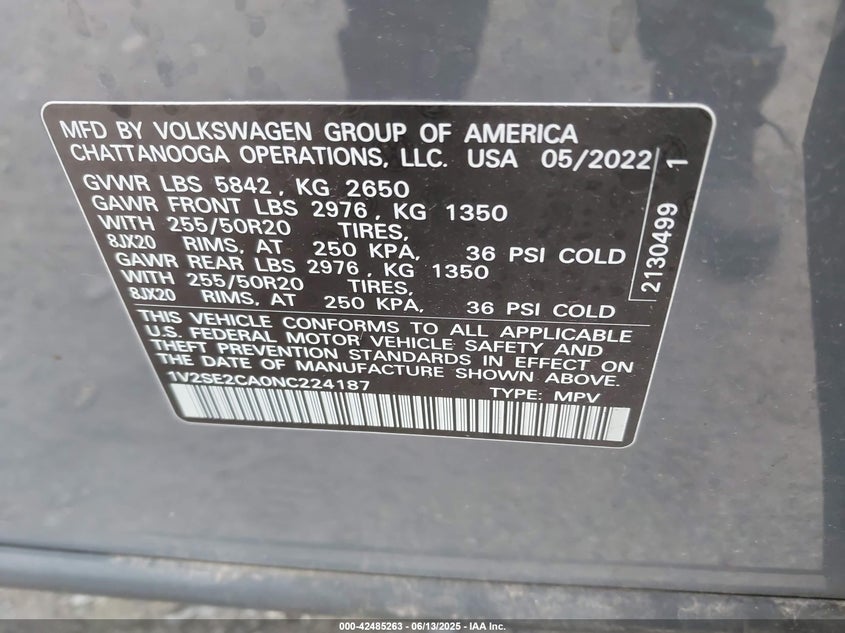 MFD BY VOLKSWAGEN GROUP OF AMERICA
CHATTANOOGA OPERATIONS, LLC. USA 05/2022
GVWR LBS 5842, KG 2650
GAWR FRONT LBS 2976, KG 1350
WITH 255/50R20 TIRES,
8JX20 RIMS, AT 250 KPA, 36 PSI COLD
GAWR REAR LBS 2976, KG 1350
WITH 255/50R20 TIRES,
8JX20 RIMS, AT 250 KPA, 36 PSI COLD
2130499 1
THIS VEHICLE CONFORMS TO ALL APPLICABLE
U.S. FEDERAL MOTOR VEHICLE SAFETY AND
THEFT PREVENTION STANDARDS IN EFFECT ON
THE DATE OF MANUFACTURE SHOWN ABOVE.
1V2SE2CA0NC224187 TYPE: MPV
000-42485263 - 06/13/2025 - IAA Inc.